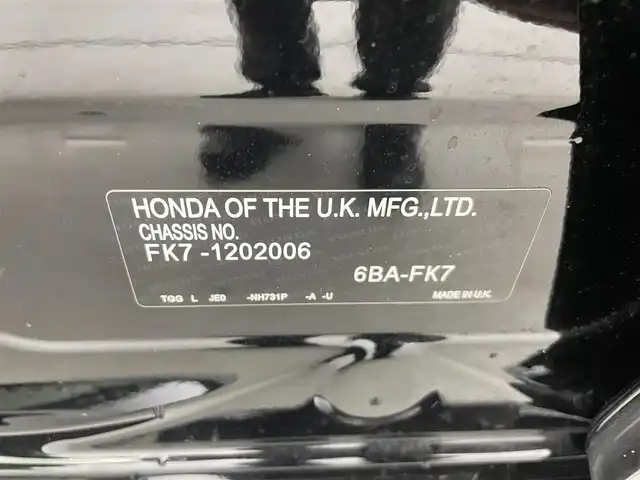 HONDA OF THE U.K. MFG.,LTD.
CHASSIS NO.
FK7 -1202006
6BA-FK7
TGG L JE0 -NH731P -A -U MADE IN U.K.